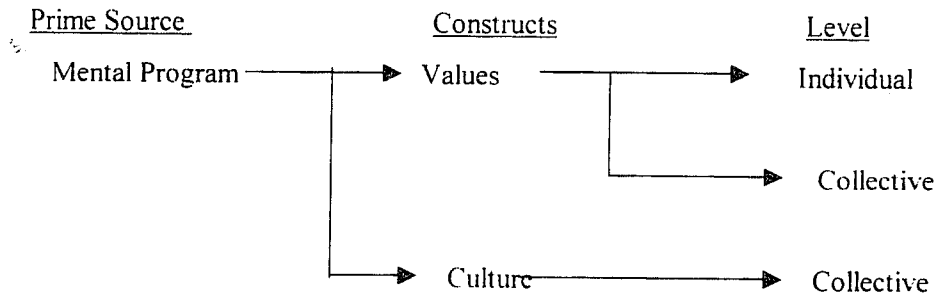 Prime Source Constructs Level
Mental Program Values Individual
Collective
Culture Collective